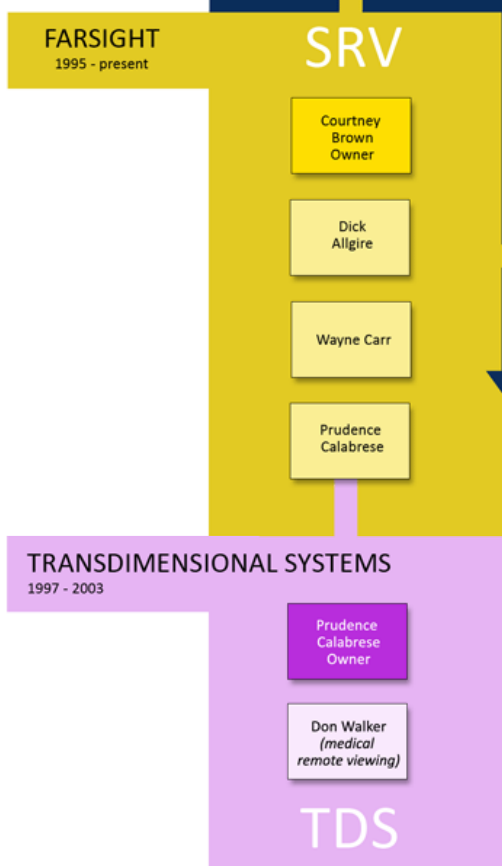 FARSIGHT
1995 - present
SRV
Courtney
Brown
Owner
Dick
Allgire
Wayne Carr
Prudence
Calabrese
TRANSDIMENSIONAL SYSTEMS
1997 - 2003
Prudence
Calabrese
Owner
Don Walker
(medical
remote viewing)
TDS